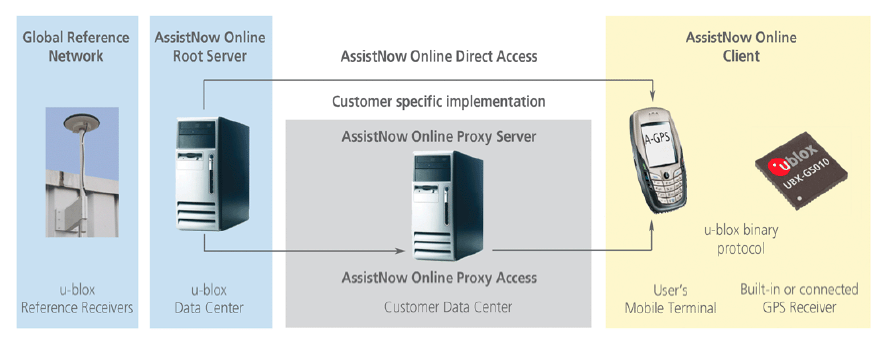 Global Reference
Network
u-blox
Reference Receivers
AssistNow Online
Root Server
u-blox
Data Center
AssistNow Online Direct Access
Customer specific implementation
AssistNow Online Proxy Server
AssistNow Online Proxy Access
Customer Data Center
AssistNow Online
Client
A-GPS
ublox
UBX-G5010
u-blox binary
protocol
User's
Mobile Terminal
Built-in or connected
GPS Receiver